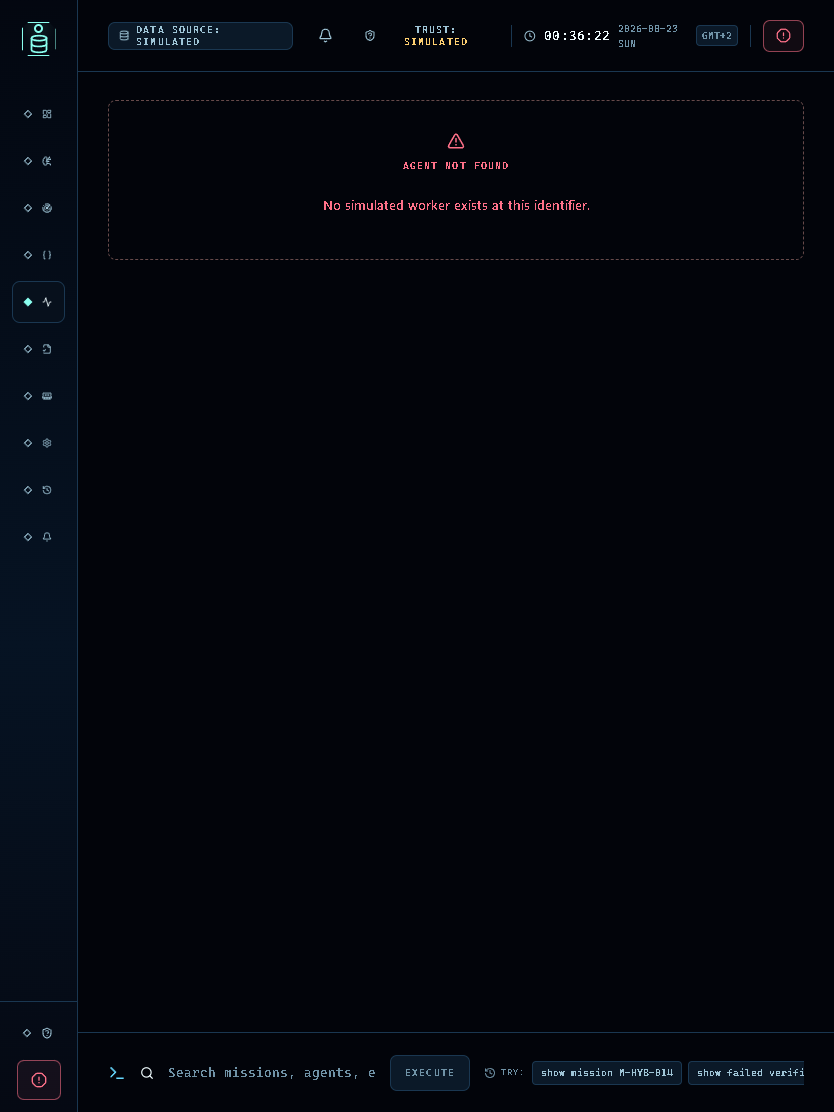 DATA SOURCE:
SIMULATED
TRUST:
SIMULATED
00:36:22
2026-08-23
SUN
GMT+2
AGENT NOT FOUND
No simulated worker exists at this identifier.
Search missions, agents, e
EXECUTE
TRY:
show mission M-HYB-014
show failed verifi